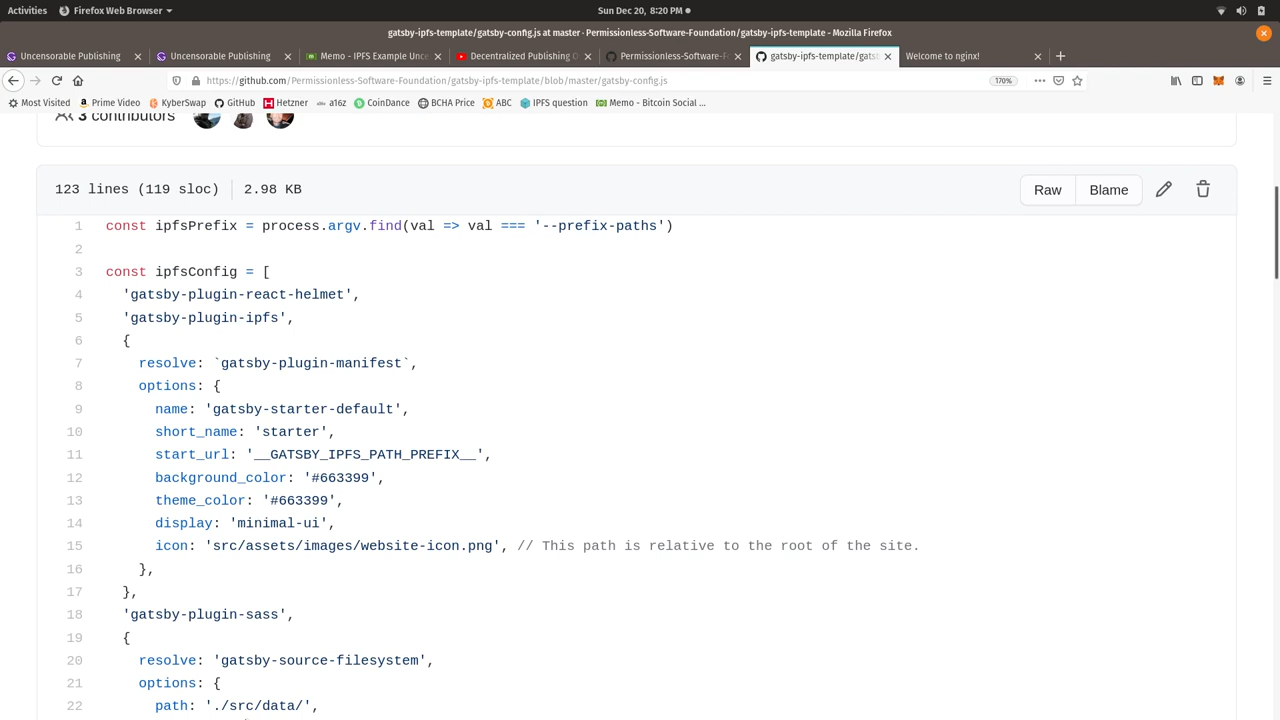 Activities Firefox Web Browser Sun Dec 20, 8:20 PM
gatsby-ipfs-template/gatsby-config.js at master · Permissionless-Software-Foundation/gatsby-ipfs-template - Mozilla Firefox
Uncensorable Publishing Uncensorable Publishing Memo - IPFS Example Unce Decentralized Publishing O Permissionless-Software-F gatsby-ipfs-template/gatsb Welcome to nginx!
https://github.com/Permissionless-Software-Foundation/gatsby-ipfs-template/blob/master/gatsby-config.js 170%
Most Visited Prime Video KyberSwap GitHub Hetzner a16z CoinDance BCHA Price ABC IPFS question Memo - Bitcoin Social ...
3 contributors
123 lines (119 sloc) 2.98 KB Raw Blame
1 const ipfsPrefix = process.argv.find(val => val === '--prefix-paths')
2
3 const ipfsConfig = [
4 'gatsby-plugin-react-helmet',
5 'gatsby-plugin-ipfs',
6 {
7 resolve: `gatsby-plugin-manifest`,
8 options: {
9 name: 'gatsby-starter-default',
10 short_name: 'starter',
11 start_url: '__GATSBY_IPFS_PATH_PREFIX__',
12 background_color: '#663399',
13 theme_color: '#663399',
14 display: 'minimal-ui',
15 icon: 'src/assets/images/website-icon.png', // This path is relative to the root of the site.
16 },
17 },
18 'gatsby-plugin-sass',
19 {
20 resolve: 'gatsby-source-filesystem',
21 options: {
22 path: './src/data/',